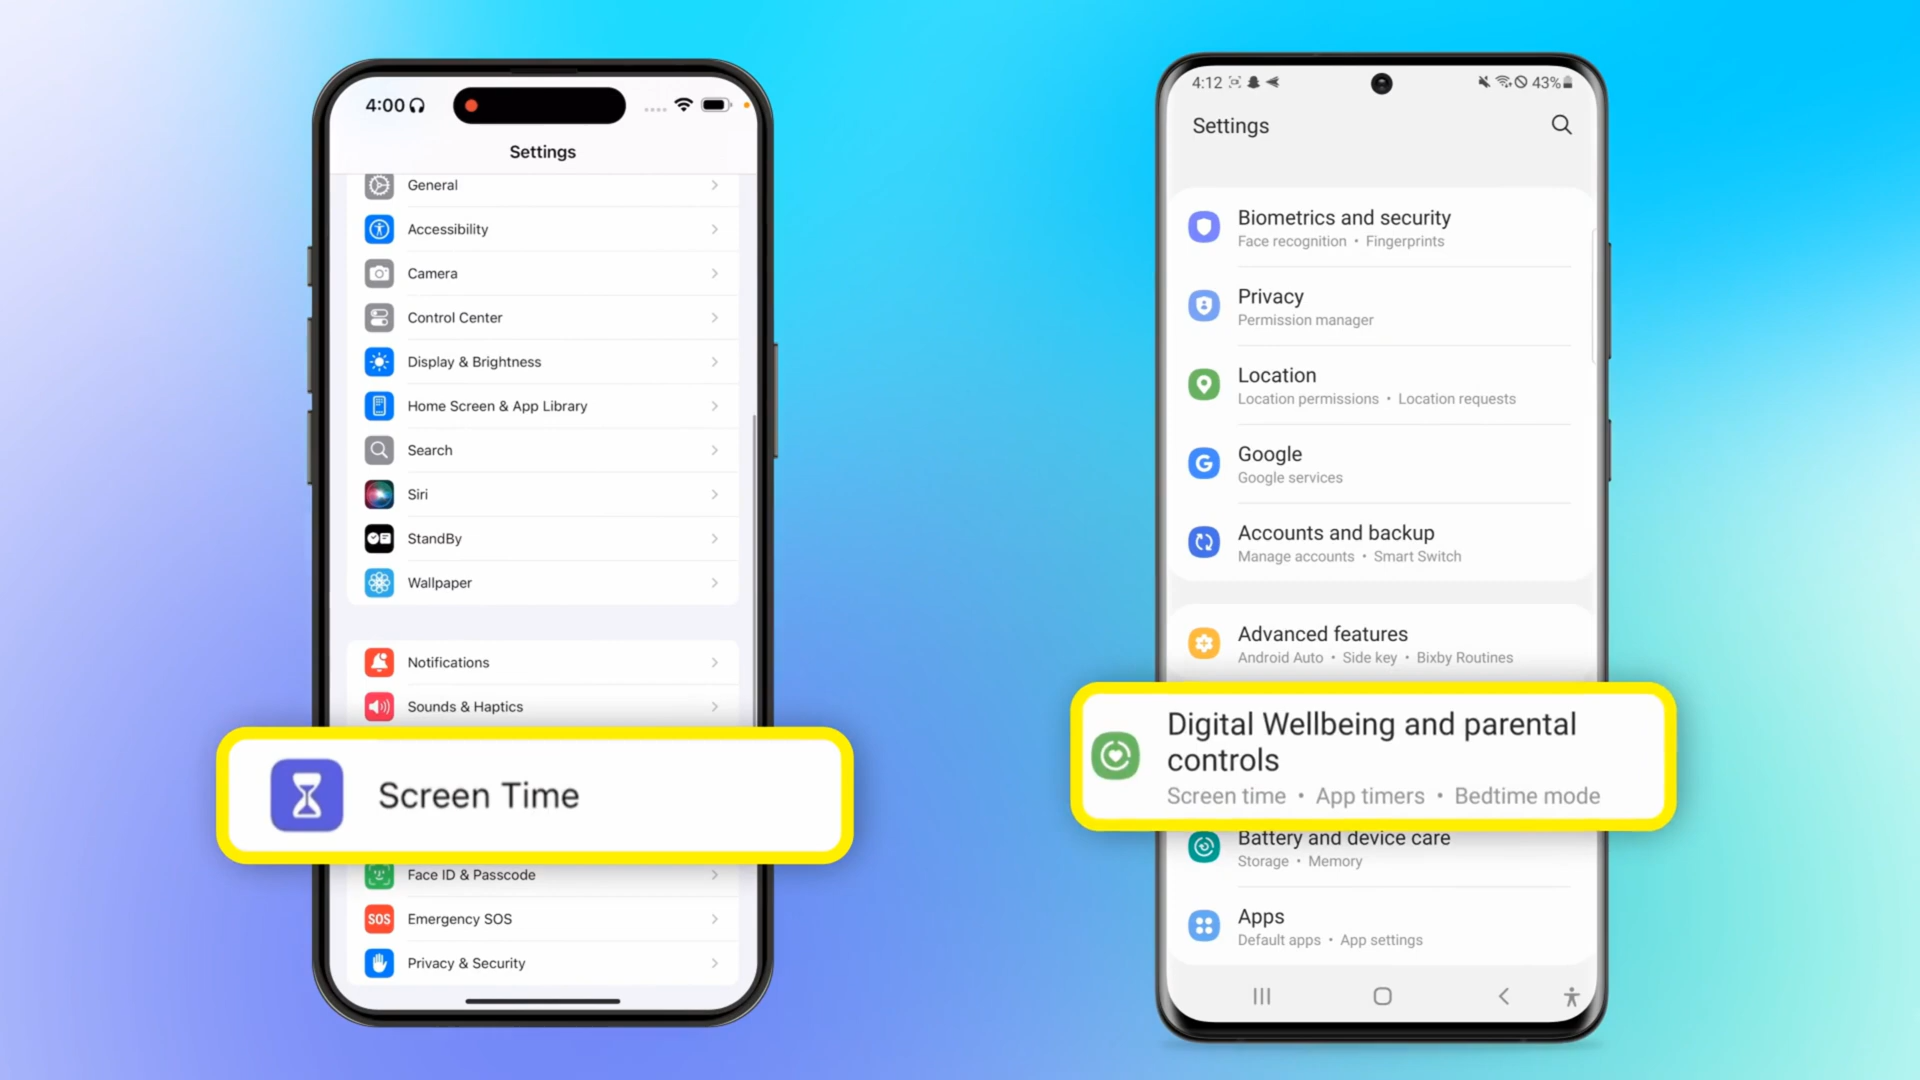 4:00
Settings
General
Accessibility
Camera
Control Center
Display & Brightness
Home Screen & App Library
Search
Siri
StandBy
Wallpaper
Notifications
Sounds & Haptics
Screen Time
Face ID & Passcode
SOS Emergency SOS
Privacy & Security
4:12 43%
Settings
Biometrics and security
Face recognition • Fingerprints
Privacy
Permission manager
Location
Location permissions • Location requests
G Google
Google services
Accounts and backup
Manage accounts • Smart Switch
Advanced features
Android Auto • Side key • Bixby Routines
Digital Wellbeing and parental
controls
Screen time • App timers • Bedtime mode
Battery and device care
Storage • Memory
Apps
Default apps • App settings